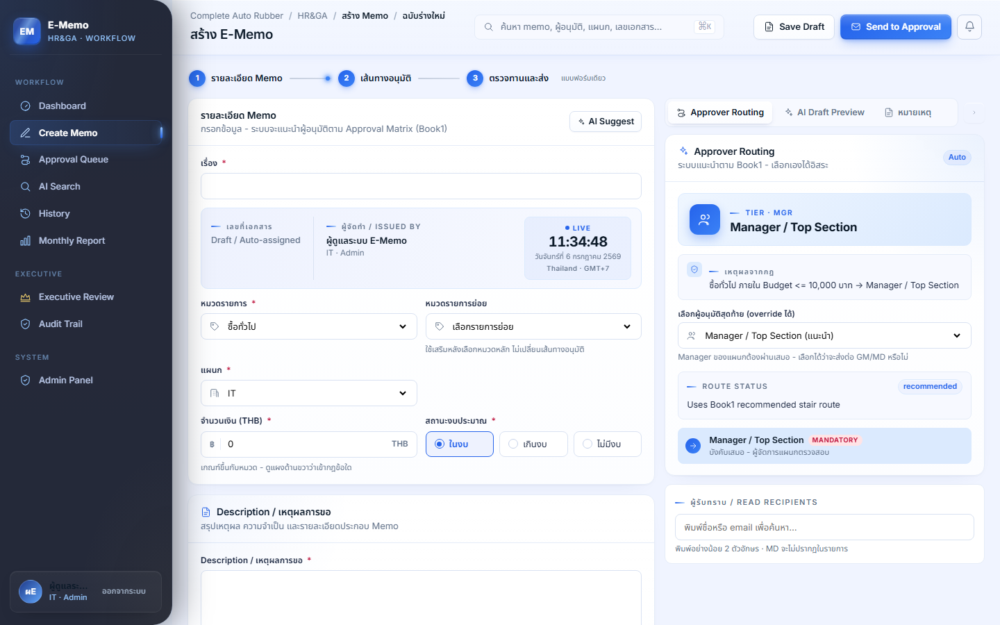 EM
E-Memo
HR&GA · WORKFLOW
WORKFLOW
Dashboard
Create Memo
Approval Queue
AI Search
History
Monthly Report
EXECUTIVE
Executive Review
Audit Trail
SYSTEM
Admin Panel
ผE
ผู้ดูแลระ...
IT · Admin
ออกจากระบบ
Complete Auto Rubber / HR&GA / สร้าง Memo / ฉบับร่างใหม่
สร้าง E-Memo
ค้นหา memo, ผู้อนุมัติ, แผนก, เลขเอกสาร...
⌘K
Save Draft
Send to Approval
1 รายละเอียด Memo
2 เส้นทางอนุมัติ
3 ตรวจทานและส่ง
แบบฟอร์มเดียว
รายละเอียด Memo
กรอกข้อมูล - ระบบจะแนะนำผู้อนุมัติตาม Approval Matrix (Book1)
AI Suggest
เรื่อง *
เลขที่เอกสาร
Draft / Auto-assigned
ผู้จัดทำ / ISSUED BY
ผู้ดูแลระบบ E-Memo
IT · Admin
LIVE
11:34:48
วันจันทร์ที่ 6 กรกฎาคม 2569
Thailand · GMT+7
หมวดรายการ *
ซื้อทั่วไป
หมวดรายการย่อย
เลือกรายการย่อย
ใช้เสริมหลังเลือกหมวดหลัก ไม่เปลี่ยนเส้นทางอนุมัติ
แผนก *
IT
จำนวนเงิน (THB) *
฿ 0 THB
เกณฑ์ขึ้นกับหมวด - ดูแผงด้านขวาว่าเข้ากฎข้อใด
สถานะงบประมาณ *
ในงบ
เกินงบ
ไม่มีงบ
Description / เหตุผลการขอ
สรุปเหตุผล ความจำเป็น และรายละเอียดประกอบ Memo
Description / เหตุผลการขอ *
Approver Routing
AI Draft Preview
หมายเหตุ
Approver Routing
ระบบแนะนำตาม Book1 - เลือกเองได้อิสระ
Auto
TIER · MGR
Manager / Top Section
เหตุผลจากกฎ
ซื้อทั่วไป ภายใน Budget <= 10,000 บาท → Manager / Top Section
เลือกผู้อนุมัติสุดท้าย (override ได้)
Manager / Top Section (แนะนำ)
Manager ของแผนกต้องผ่านเสมอ - เลือกได้ว่าจะส่งต่อ GM/MD หรือไม่
ROUTE STATUS
recommended
Uses Book1 recommended stair route
Manager / Top Section MANDATORY
บังคับเสมอ - ผู้จัดการแผนกตรวจสอบ
ผู้รับทราบ / READ RECIPIENTS
พิมพ์ชื่อหรือ email เพื่อค้นหา...
พิมพ์อย่างน้อย 2 ตัวอักษร · MD จะไม่ปรากฏในรายการ